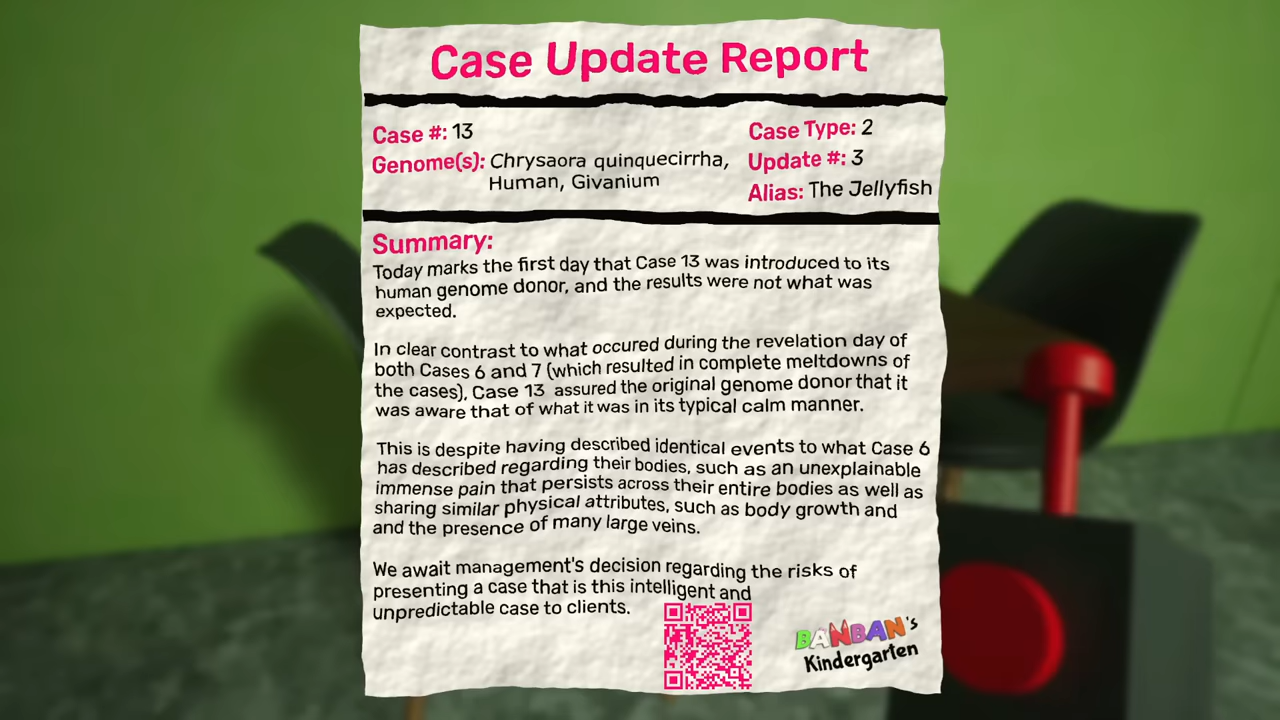 Case Update Report
Case #: 13
Genome(s): Chrysaora quinquecirrha,
Human, Givanium
Case Type: 2
Update #: 3
Alias: The Jellyfish
Summary:
Today marks the first day that Case 13 was introduced to its
human genome donor, and the results were not what was
expected.
In clear contrast to what occured during the revelation day of
both Cases 6 and 7 (which resulted in complete meltdowns of
the cases), Case 13 assured the original genome donor that it
was aware that of what it was in its typical calm manner.
This is despite having described identical events to what Case 6
has described regarding their bodies, such as an unexplainable
immense pain that persists across their entire bodies as well as
sharing similar physical attributes, such as body growth and
and the presence of many large veins.
We await management's decision regarding the risks of
presenting a case that is this intelligent and
unpredictable case to clients.
BANBAN's
Kindergarten